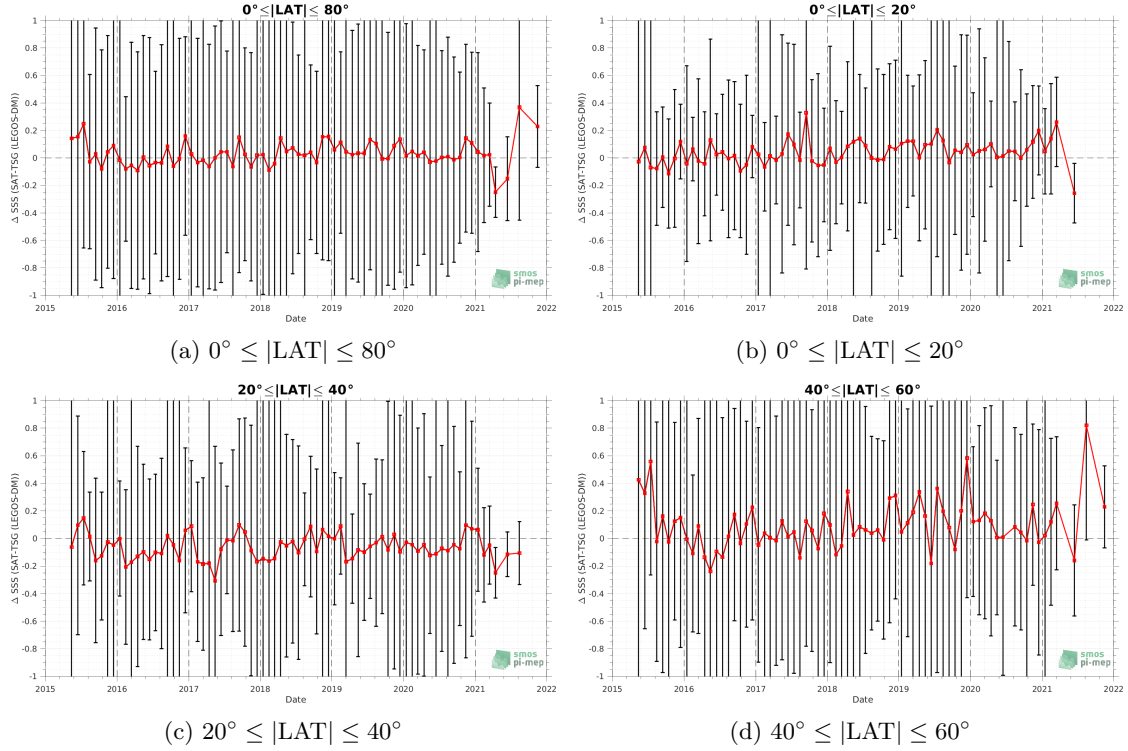 0°≤|LAT|≤ 80°
Δ SSS (SAT-TSG (LEGOS-DM))
1
0.8
0.6
0.4
0.2
0
-0.2
-0.4
-0.6
-0.8
-1
2015 2016 2017 2018 2019 2020 2021 2022
Date
smos
pi-mep
(a) 0° ≤ |LAT| ≤ 80°
0°≤|LAT|≤ 20°
Δ SSS (SAT-TSG (LEGOS-DM))
1
0.8
0.6
0.4
0.2
0
-0.2
-0.4
-0.6
-0.8
-1
2015 2016 2017 2018 2019 2020 2021 2022
Date
smos
pi-mep
(b) 0° ≤ |LAT| ≤ 20°
20°≤|LAT|≤ 40°
Δ SSS (SAT-TSG (LEGOS-DM))
1
0.8
0.6
0.4
0.2
0
-0.2
-0.4
-0.6
-0.8
-1
2015 2016 2017 2018 2019 2020 2021 2022
Date
smos
pi-mep
(c) 20° ≤ |LAT| ≤ 40°
40°≤|LAT|≤ 60°
Δ SSS (SAT-TSG (LEGOS-DM))
1
0.8
0.6
0.4
0.2
0
-0.2
-0.4
-0.6
-0.8
-1
2015 2016 2017 2018 2019 2020 2021 2022
Date
smos
pi-mep
(d) 40° ≤ |LAT| ≤ 60°